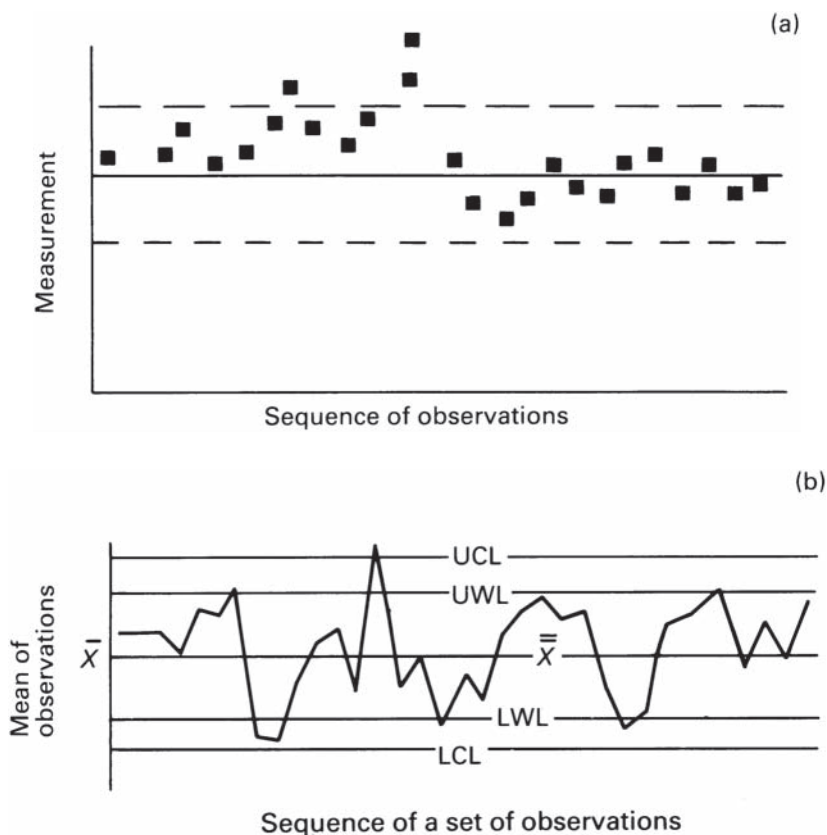 (a)
Measurement
Sequence of observations
(b)
UCL
UWL
Mean of
observations
X̄
X̿
LWL
LCL
Sequence of a set of observations